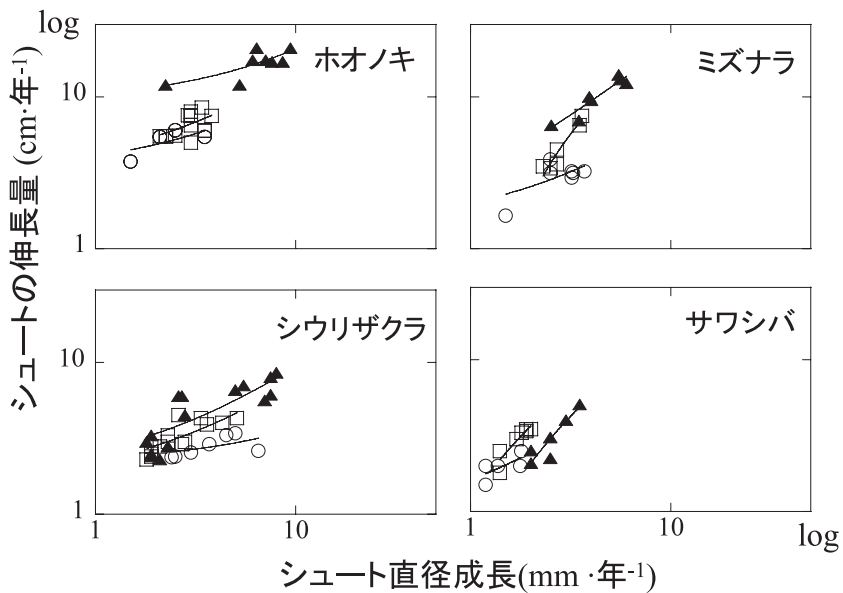 log
ホオノキ
ミズナラ
10
1
シュートの伸長量 (cm·年-1)
シウリザクラ
サワシバ
10
1
1
10
1
10
log
シュート直径成長(mm ·年-1)